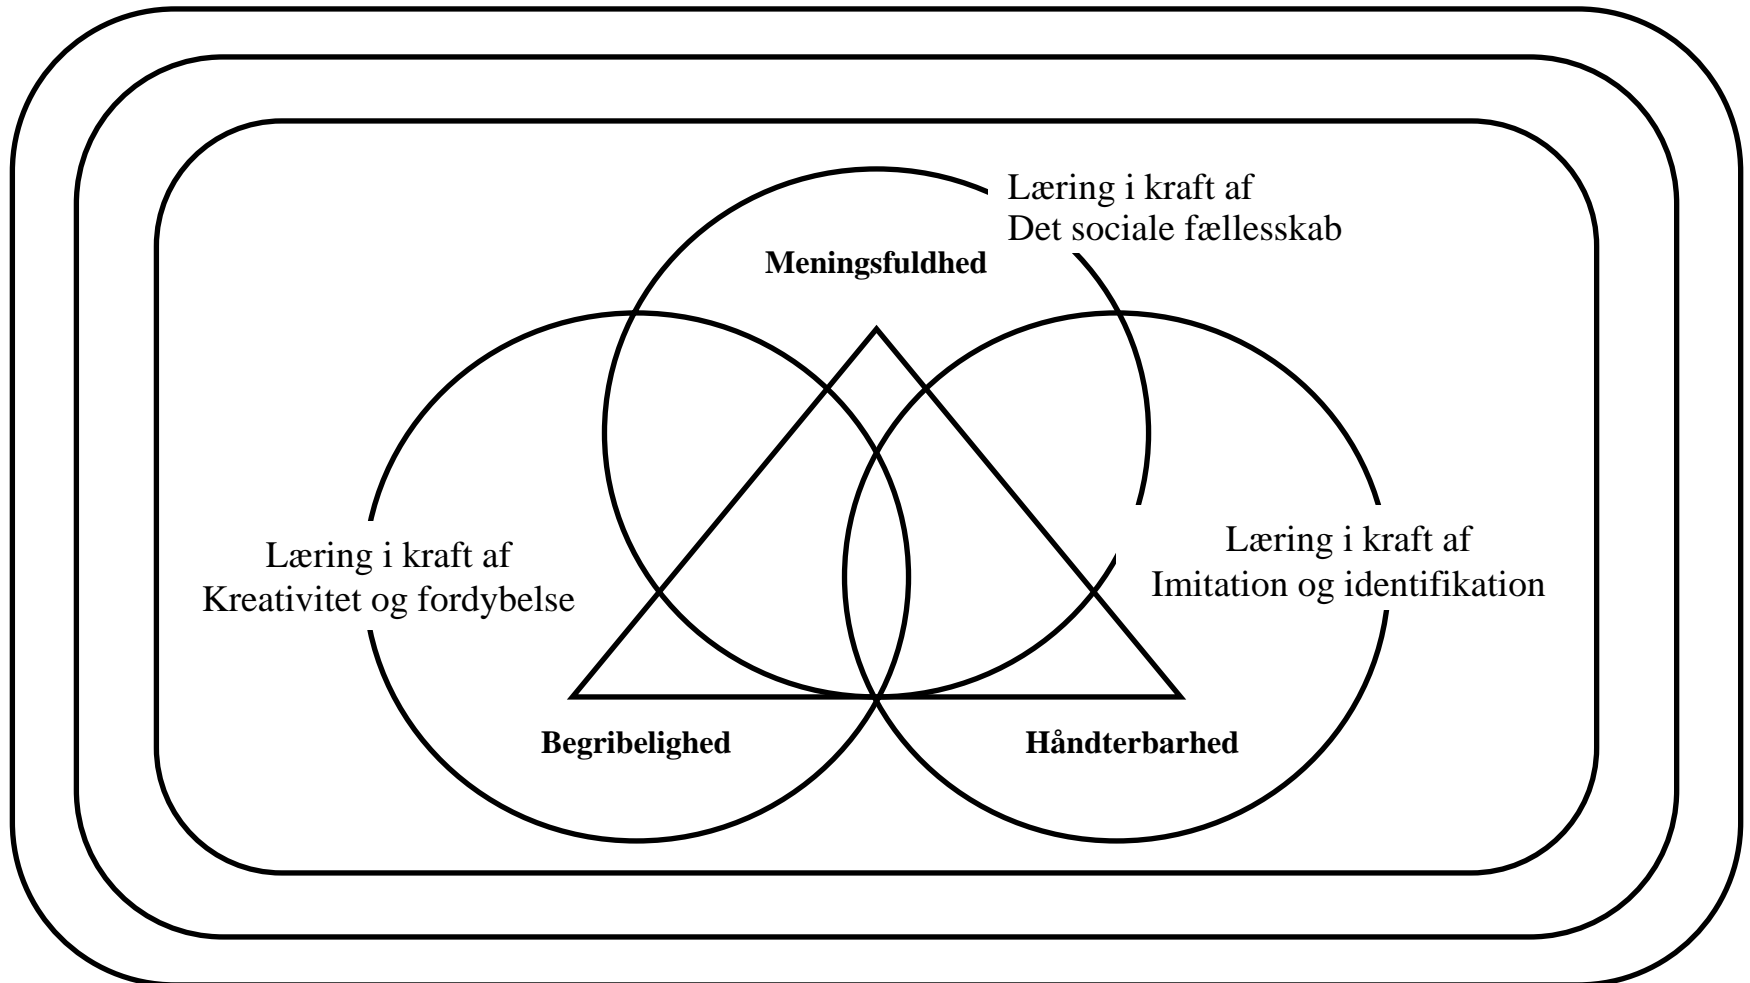 Læring i kraft af
Det sociale fællesskab
Meningsfuldhed
Læring i kraft af
Kreativitet og fordybelse
Læring i kraft af
Imitation og identifikation
Begribelighed
Håndterbarhed